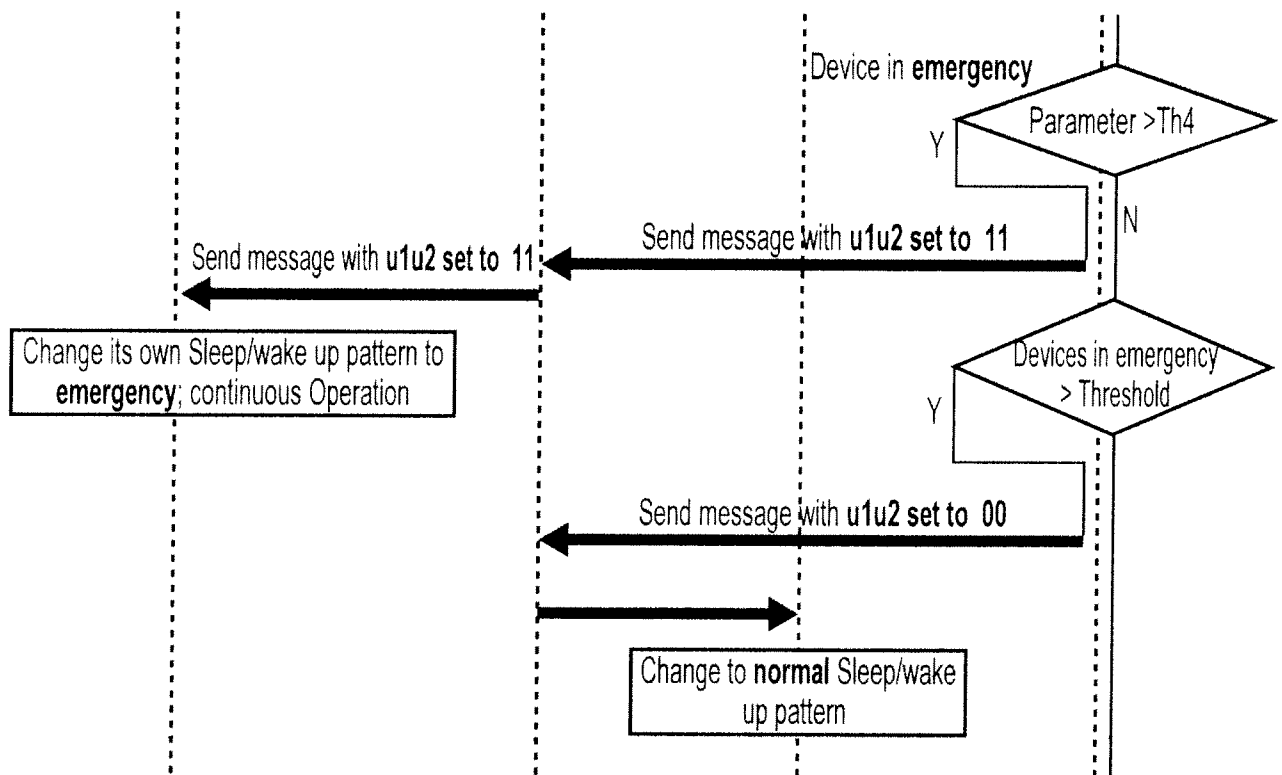 Device in emergency
Parameter >Th4
Y
N
Send message with u1u2 set to 11
Send message with u1u2 set to 11
Change its own Sleep/wake up pattern to
emergency; continuous Operation
Devices in emergency
> Threshold
Y
Send message with u1u2 set to 00
Change to normal Sleep/wake
up pattern